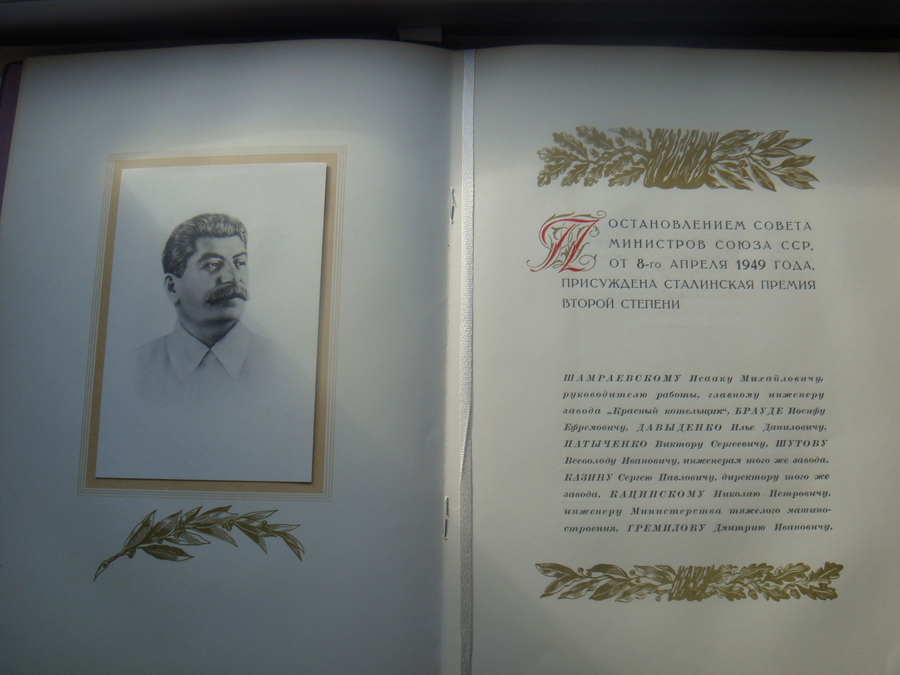 ПОСТАНОВЛЕНИЕМ СОВЕТА
МИНИСТРОВ СОЮЗА ССР,
ОТ 8-го АПРЕЛЯ 1949 ГОДА,
ПРИСУЖДЕНА СТАЛИНСКАЯ ПРЕМИЯ
ВТОРОЙ СТЕПЕНИ
ШАМРАЕВСКОМУ Исааку Михайловичу,
руководителю работы, главному инженеру
завода „Красный котельщик“, БРАУДЕ Иосифу
Ефремовичу, ДАВЫДЕНКО Илье Даниловичу,
ПАТЫЧЕНКО Виктору Сергеевичу, ШУТОВУ
Всеволоду Ивановичу, инженерам того же завода,
КАЗИНУ Сергею Павловичу, директору того же
завода, КАЦИНСКОМУ Николаю Петровичу,
инженеру Министерства тяжелого машино-
строения, ГРЕМИЛОВУ Дмитрию Ивановичу,